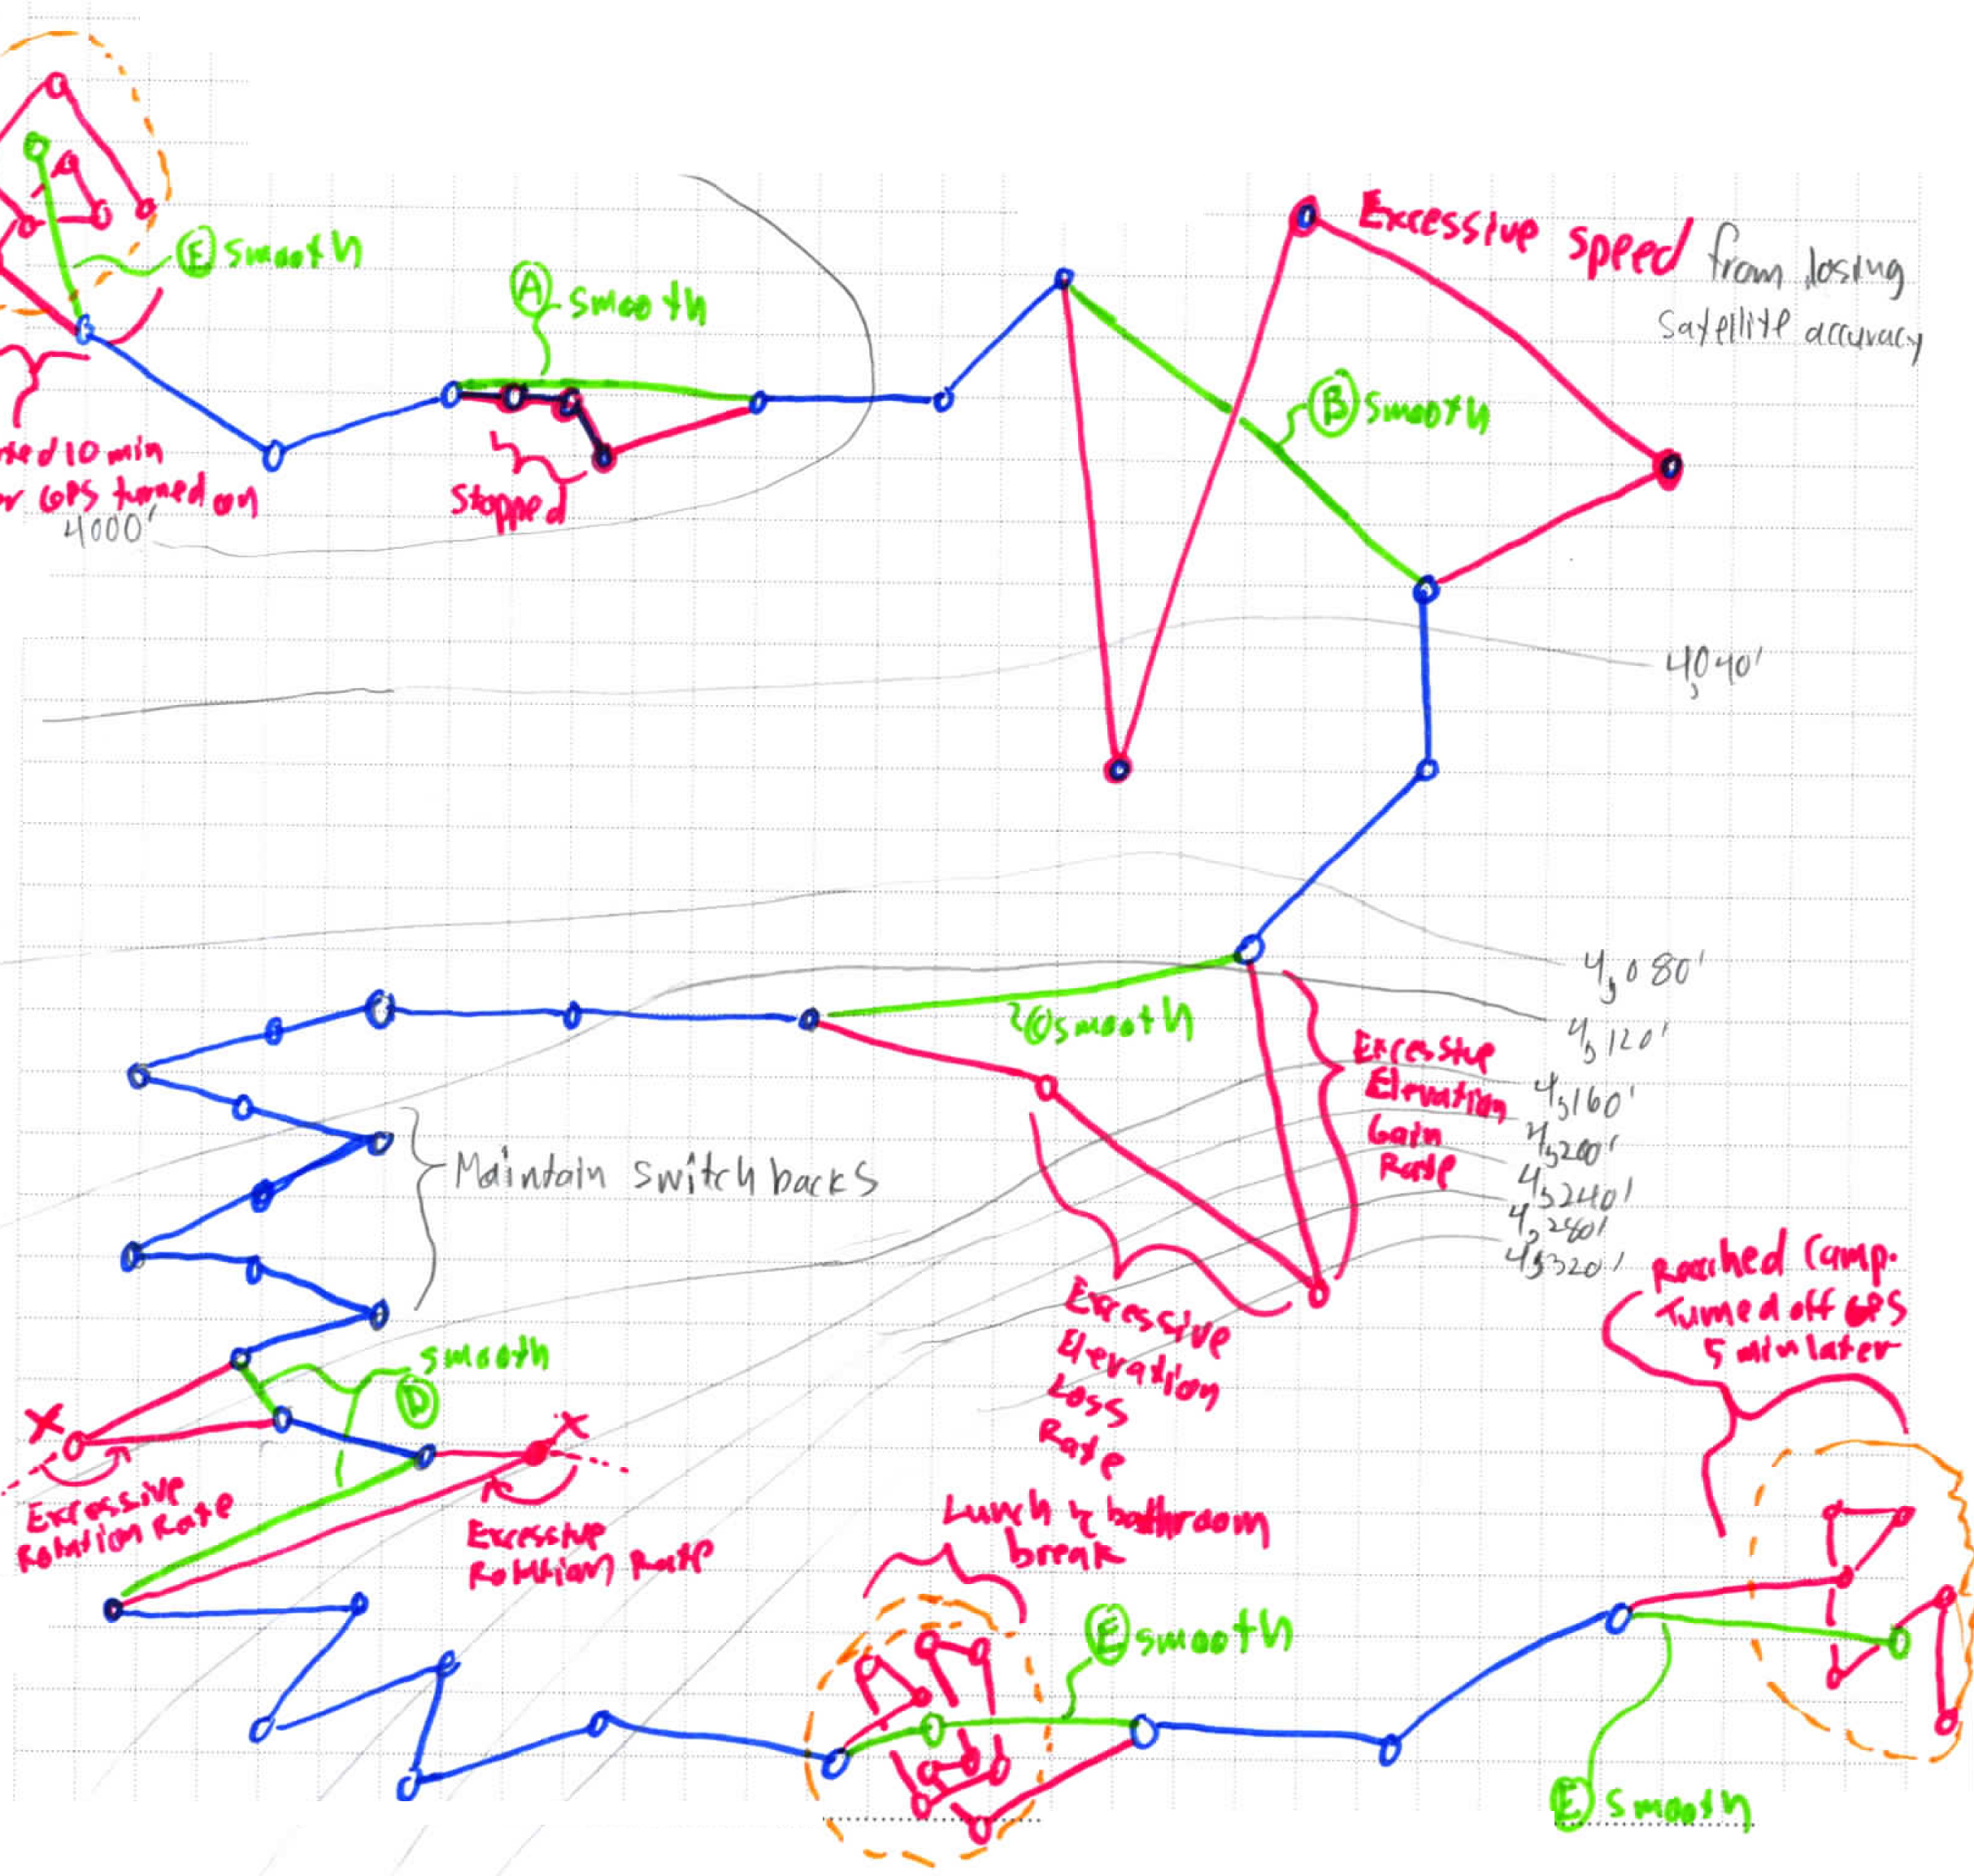 Ⓔ smooth
Ⓐ smooth
Excessive speed from losing
satellite accuracy
Ⓑ smooth
10 min
GPS turned on
4000'
Stopped
4,040'
4,080'
4,120'
4,160'
4,200'
4,240'
4,280'
4,320'
Ⓒ smooth
Excessive
Elevation
Gain
Rate
Maintain switch backs
Excessive
Elevation
Loss
Rate
Reached Camp.
Turned off GPS
5 min later
smooth
Ⓓ
X
X
Excessive
Rotation Rate
Excessive
Rotation Rate
Lunch & bathroom
break
Ⓔ smooth
Ⓔ smooth